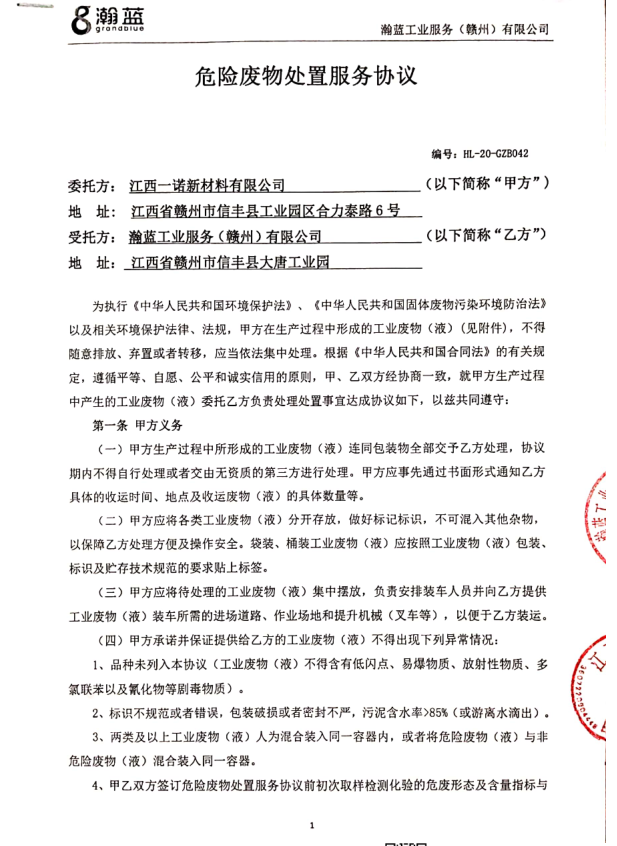 瀚蓝
grandblue
瀚蓝工业服务（赣州）有限公司
危险废物处置服务协议
编号：HL-20-GZB042
委托方：江西一诺新材料有限公司（以下简称“甲方”）
地 址：江西省赣州市信丰县工业园区合力泰路6号
受托方：瀚蓝工业服务（赣州）有限公司（以下简称“乙方”）
地 址：江西省赣州市信丰县大唐工业园
为执行《中华人民共和国环境保护法》、《中华人民共和国固体废物污染环境防治法》
以及相关环境保护法律、法规，甲方在生产过程中形成的工业废物（液）（见附件），不得
随意排放、弃置或者转移，应当依法集中处理。根据《中华人民共和国合同法》的有关规
定，遵循平等、自愿、公平和诚实信用的原则，甲、乙双方经协商一致，就甲方生产过程
中产生的工业废物（液）委托乙方负责处理处置事宜达成协议如下，以兹共同遵守：
第一条 甲方义务
（一）甲方生产过程中所形成的工业废物（液）连同包装物全部交予乙方处理，协议
期内不得自行处理或者交由无资质的第三方进行处理。甲方应事先通过书面形式通知乙方
具体的收运时间、地点及收运废物（液）的具体数量等。
（二）甲方应将各类工业废物（液）分开存放，做好标记标识，不可混入其他杂物，
以保障乙方处理方便及操作安全。袋装、桶装工业废物（液）应按照工业废物（液）包装、
标识及贮存技术规范的要求贴上标签。
（三）甲方应将待处理的工业废物（液）集中摆放，负责安排装车人员并向乙方提供
工业废物（液）装车所需的进场道路、作业场地和提升机械（叉车等），以便于乙方装运。
（四）甲方承诺并保证提供给乙方的工业废物（液）不得出现下列异常情况：
1、品种未列入本协议（工业废物（液）不得含有低闪点、易爆物质、放射性物质、多
氯联苯以及氰化物等剧毒物质）。
2、标识不规范或者错误，包装破损或者密封不严，污泥含水率>85%（或游离水滴出）。
3、两类及以上工业废物（液）人为混合装入同一容器内，或者将危险废物（液）与非
危险废物（液）混合装入同一容器。
4、甲乙双方签订危险废物处置服务协议前初次取样检测化验的危废形态及含量指标与
1
瀚蓝工业
江